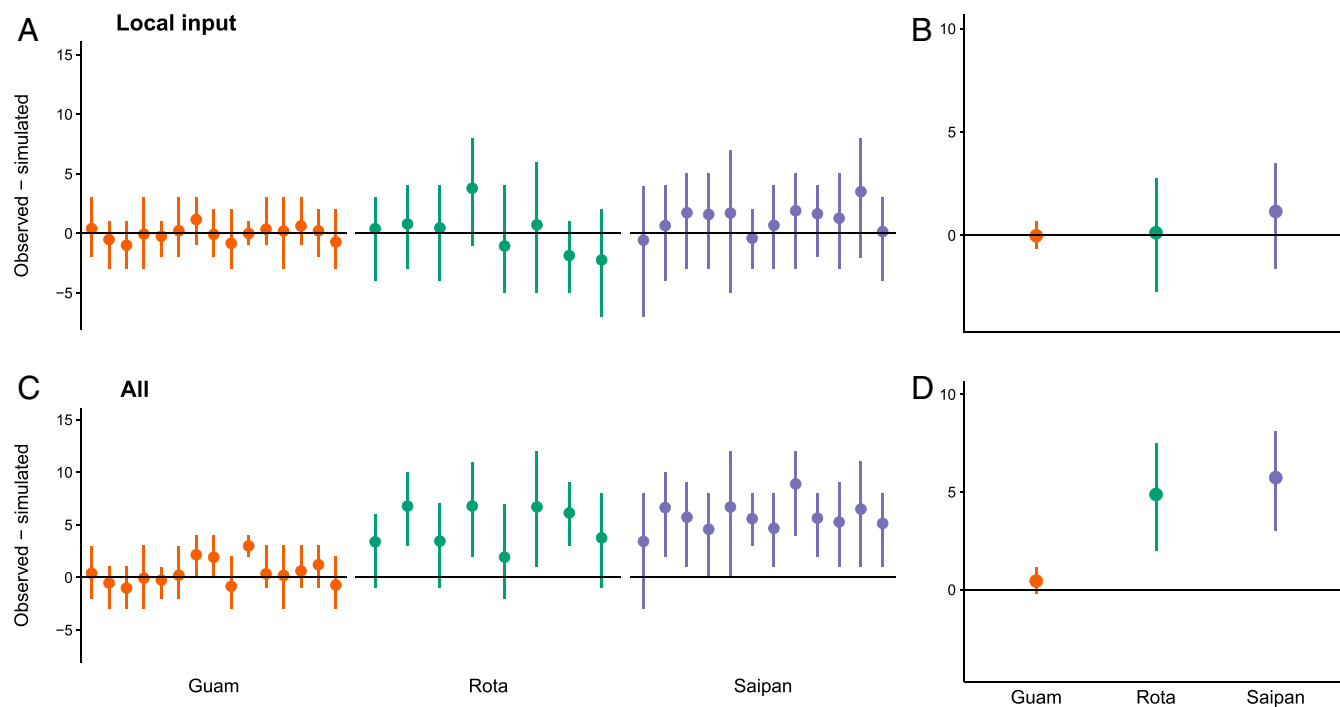 A
Local input
Observed − simulated
15
10
5
0
−5
B
10
5
0
C
All
Observed − simulated
15
10
5
0
−5
Guam
Rota
Saipan
D
10
5
0
Guam
Rota
Saipan